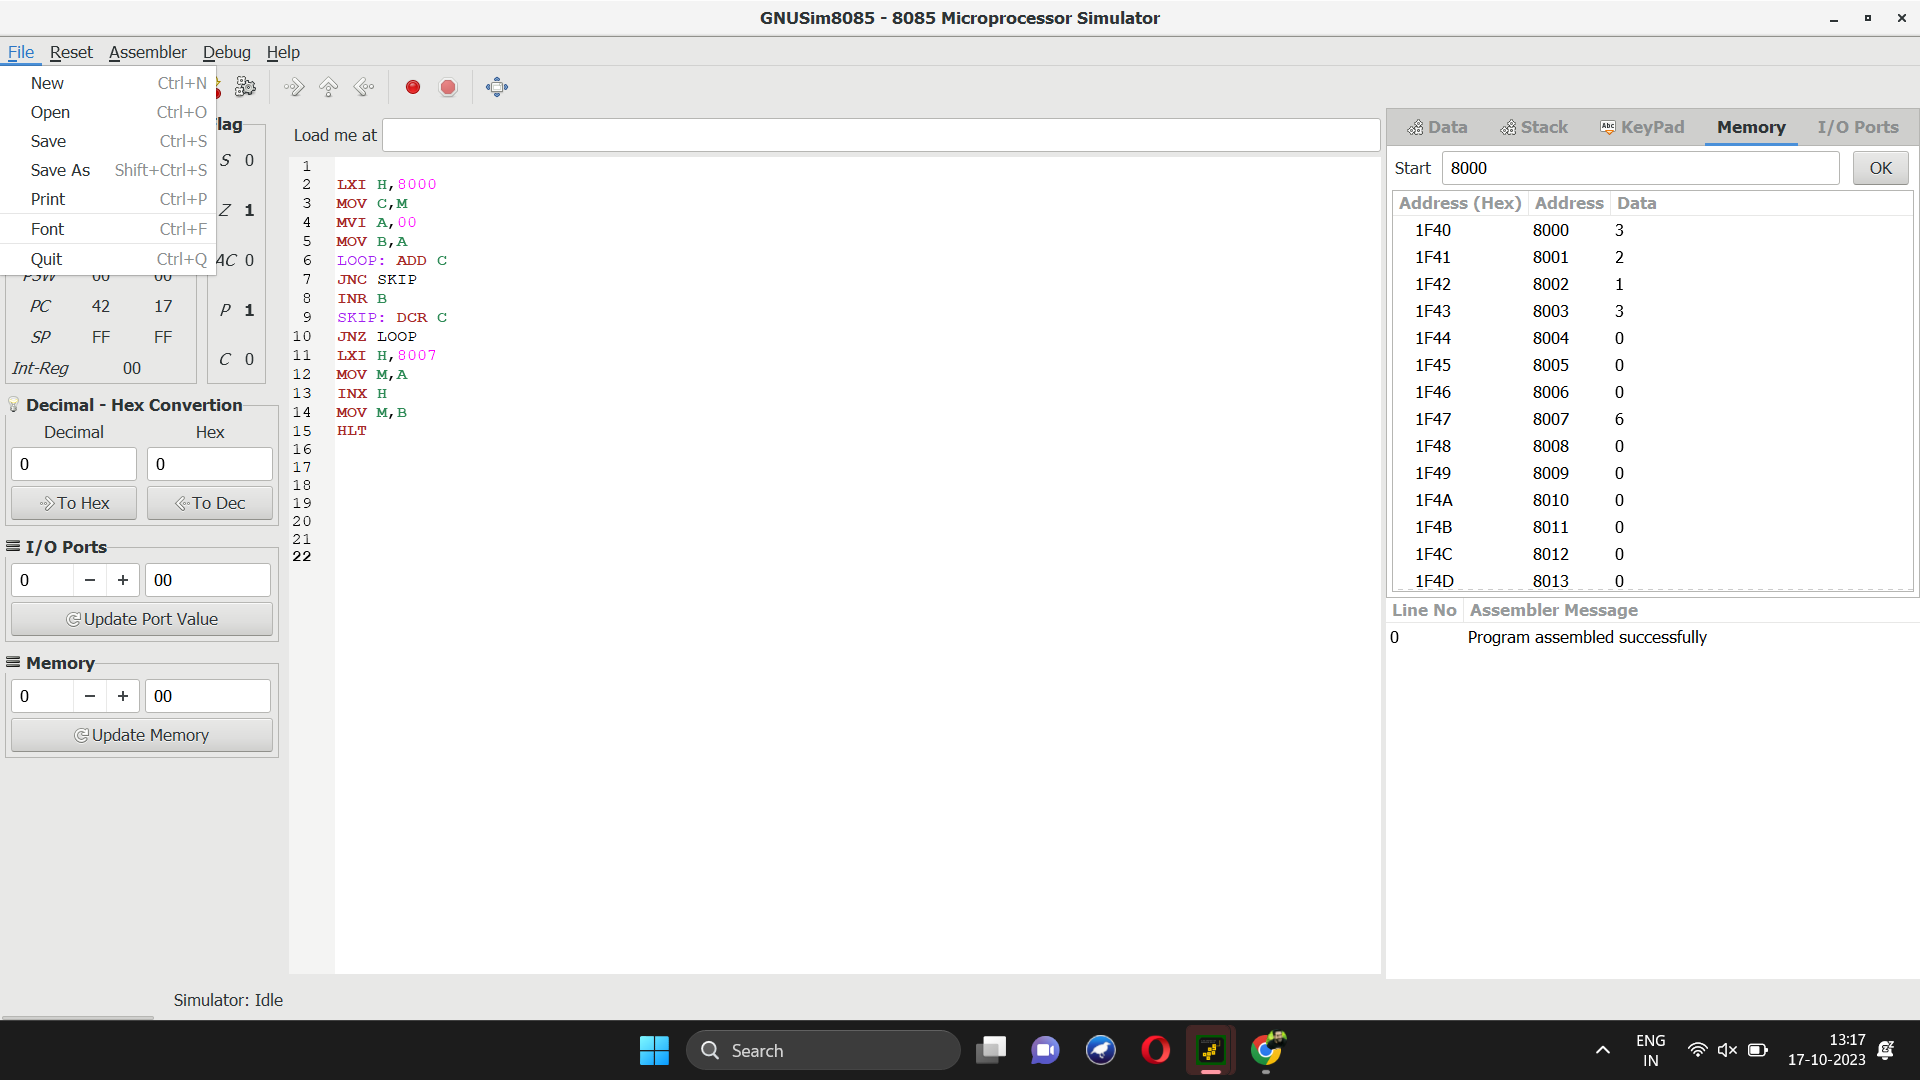 GNUSim8085 - 8085 Microprocessor Simulator
File Reset Assembler Debug Help
New Ctrl+N
Open Ctrl+O
Save Ctrl+S
Save As Shift+Ctrl+S
Print Ctrl+P
Font Ctrl+F
Quit Ctrl+Q
lag
S 0
Z 1
AC 0
P 1
C 0
PSW 00 00
PC 42 17
SP FF FF
Int-Reg 00
Decimal - Hex Convertion
Decimal Hex
0 0
To Hex To Dec
I/O Ports
0 − + 00
Update Port Value
Memory
0 − + 00
Update Memory
Load me at
1
2 LXI H,8000
3 MOV C,M
4 MVI A,00
5 MOV B,A
6 LOOP: ADD C
7 JNC SKIP
8 INR B
9 SKIP: DCR C
10 JNZ LOOP
11 LXI H,8007
12 MOV M,A
13 INX H
14 MOV M,B
15 HLT
16
17
18
19
20
21
22
Data Stack Abc KeyPad Memory I/O Ports
Start 8000 OK
Address (Hex) Address Data
1F40 8000 3
1F41 8001 2
1F42 8002 1
1F43 8003 3
1F44 8004 0
1F45 8005 0
1F46 8006 0
1F47 8007 6
1F48 8008 0
1F49 8009 0
1F4A 8010 0
1F4B 8011 0
1F4C 8012 0
1F4D 8013 0
Line No Assembler Message
0 Program assembled successfully
Simulator: Idle
Search
ENG
IN
13:17
17-10-2023